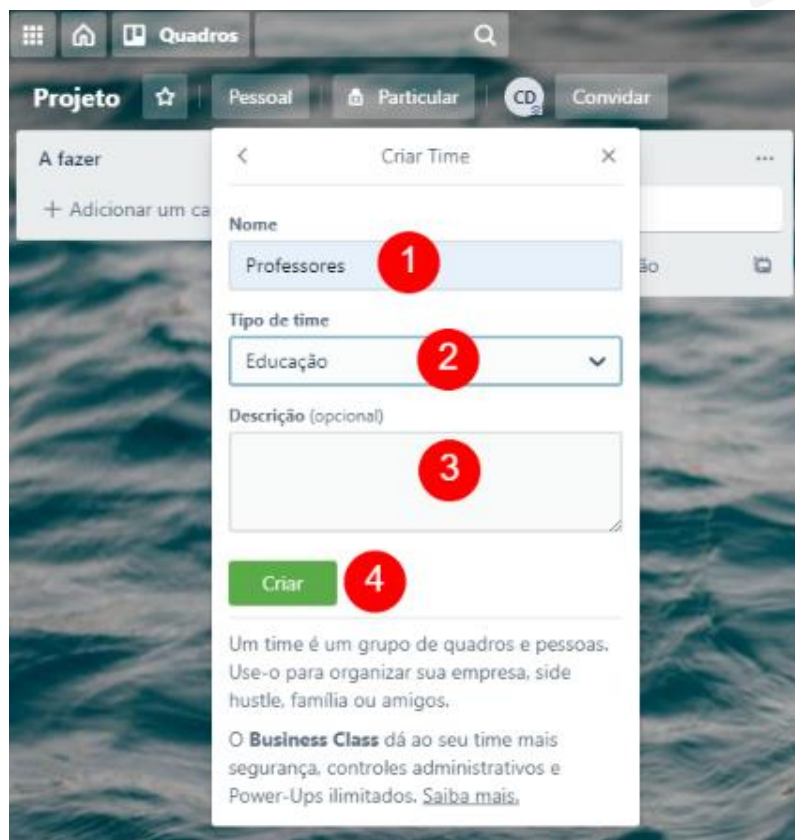 Quadros
Projeto Pessoal Particular CD Convidar
A fazer
+ Adicionar um ca
Criar Time
Nome
Professores 1
ão
Tipo de time
Educação 2
Descrição (opcional)
3
Criar 4
Um time é um grupo de quadros e pessoas.
Use-o para organizar sua empresa, side
hustle, família ou amigos.
O Business Class dá ao seu time mais
segurança, controles administrativos e
Power-Ups ilimitados. Saiba mais.